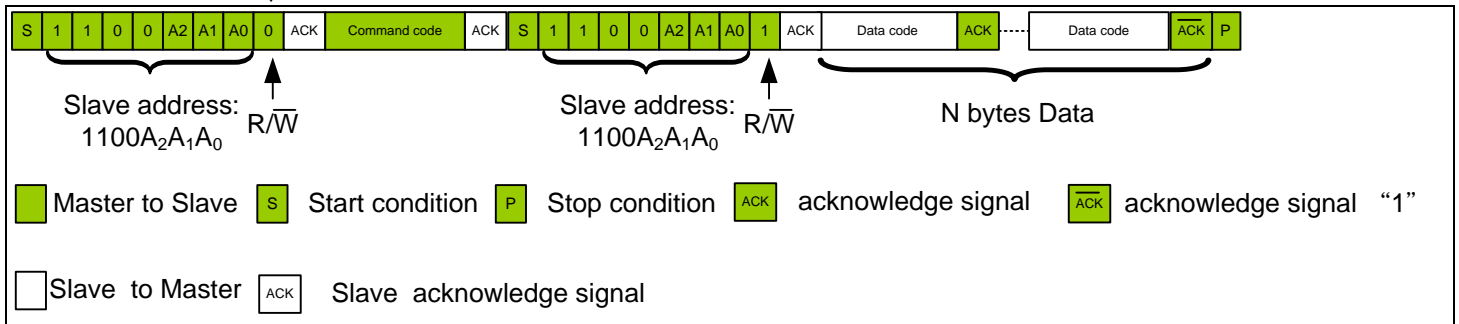 S 1 1 0 0 A2 A1 A0 0 ACK Command code ACK S 1 1 0 0 A2 A1 A0 1 ACK Data code ACK Data code ACK P
Slave address: R/W Slave address: R/W N bytes Data
1100A2A1A0 1100A2A1A0
Master to Slave S Start condition P Stop condition ACK acknowledge signal ACK acknowledge signal “1”
Slave to Master ACK Slave acknowledge signal